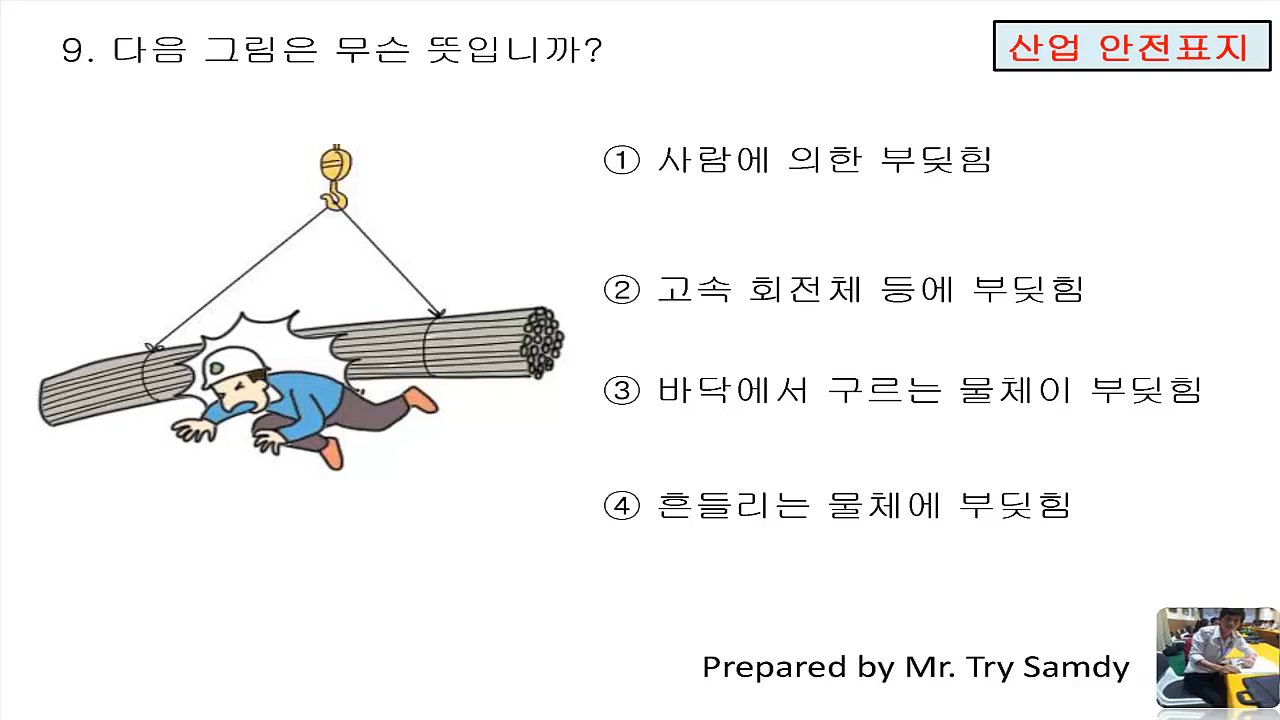 9. 다음 그림은 무슨 뜻입니까?
산업 안전표지
① 사람에 의한 부딪힘
② 고속 회전체 등에 부딪힘
③ 바닥에서 구르는 물체이 부딪힘
④ 흔들리는 물체에 부딪힘
Prepared by Mr. Try Samdy